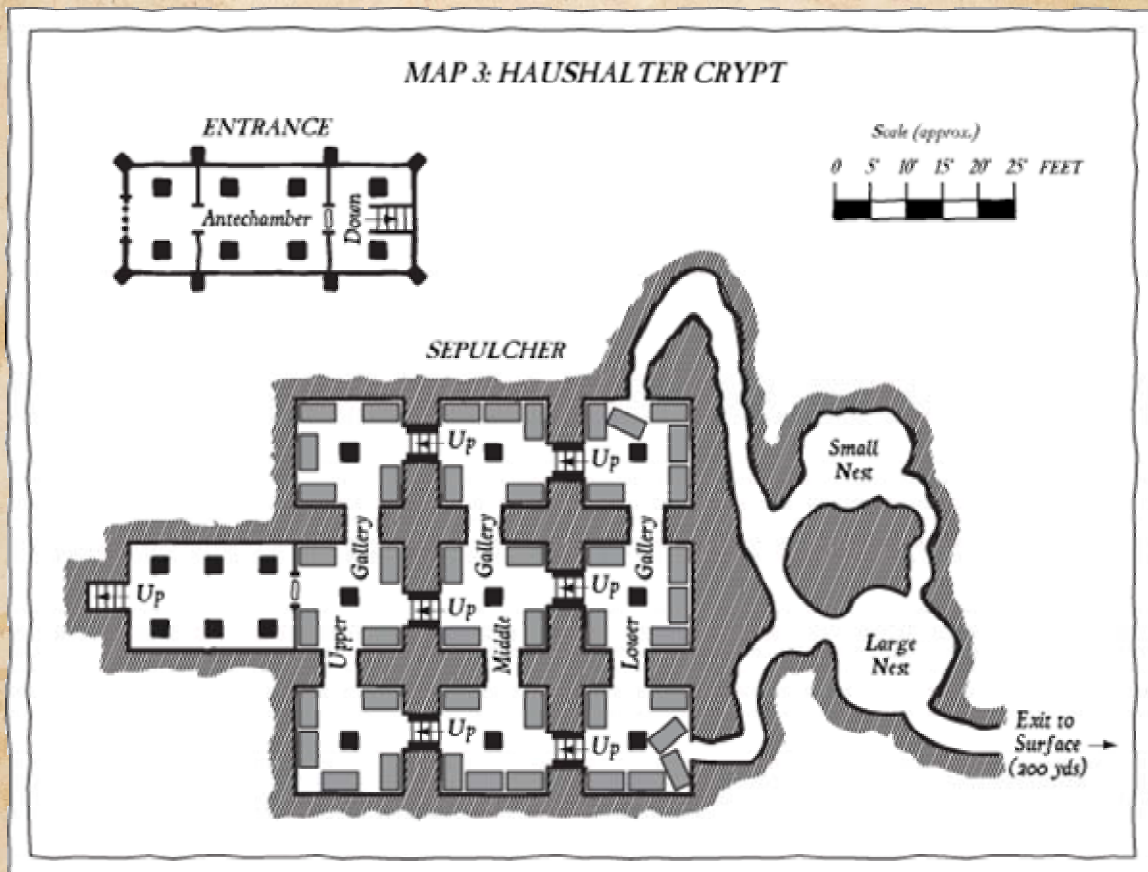 MAP 3: HAUSHALTER CRYPT
ENTRANCE
Antechamber
Down
Scale (approx.)
0 5' 10' 15' 20' 25' FEET
SEPULCHER
Up
Up
Small
Nest
Gallery
Gallery
Gallery
Up
Up
Up
Upper
Middle
Lower
Large
Nest
Up
Up
Exit to
Surface
(200 yds)